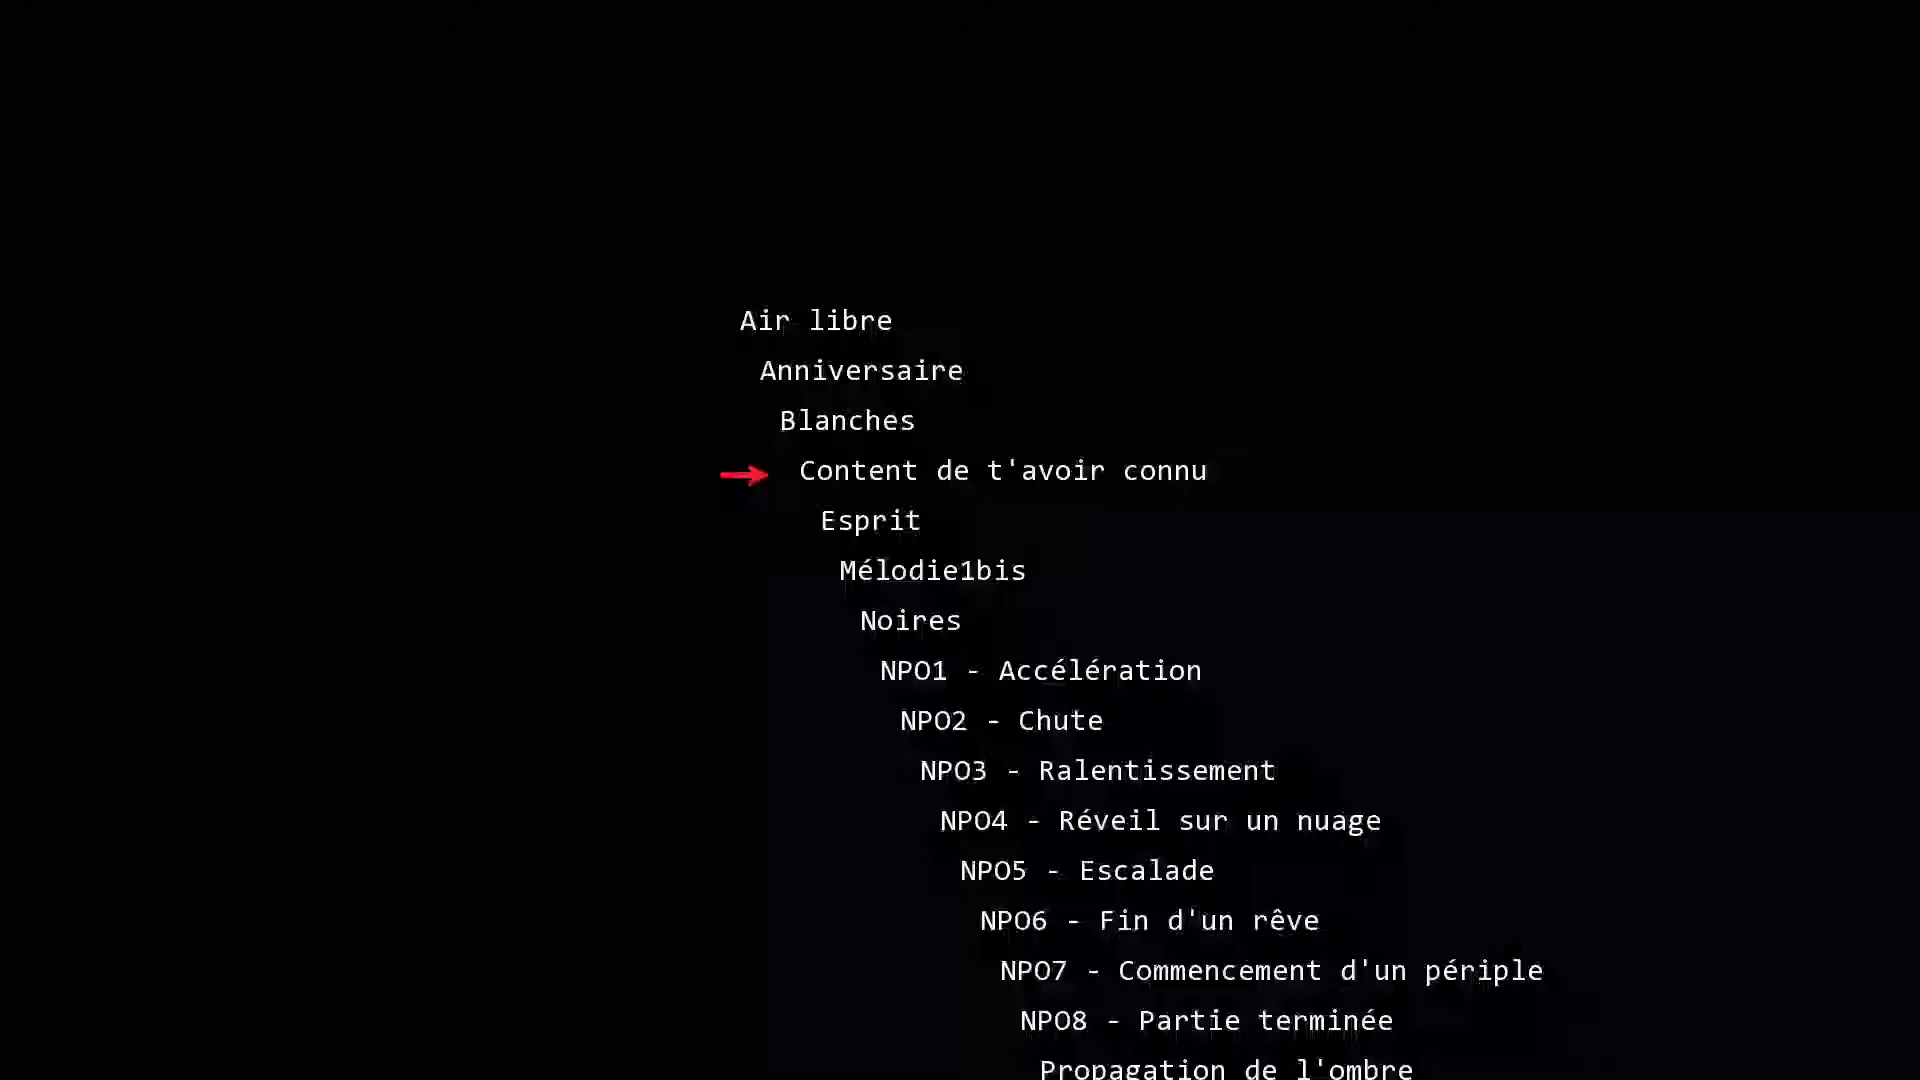 Air libre
Anniversaire
Blanches
Content de t'avoir connu
Esprit
Mélodie1bis
Noires
NPO1 - Accélération
NPO2 - Chute
NPO3 - Ralentissement
NPO4 - Réveil sur un nuage
NPO5 - Escalade
NPO6 - Fin d'un rêve
NPO7 - Commencement d'un périple
NPO8 - Partie terminée
Propagation de l'ombre